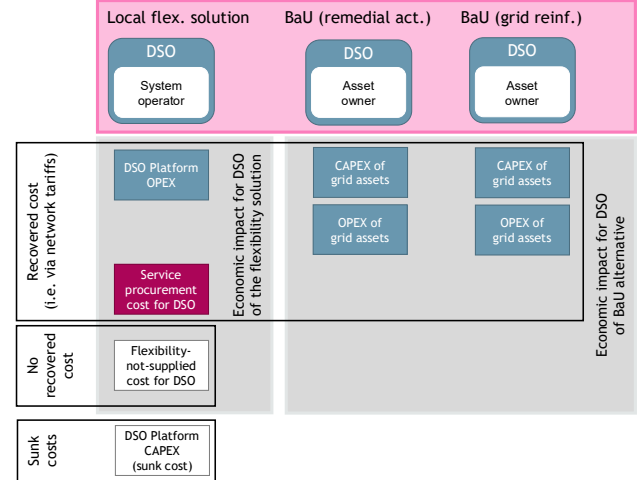 Local flex. solution
BaU (remedial act.)
BaU (grid reinf.)
DSO
System
operator
DSO
Asset
owner
DSO
Asset
owner
Recovered cost
(i.e. via network tariffs)
DSO Platform
OPEX
Service
procurement
cost for DSO
Economic impact for DSO
of the flexibility solution
CAPEX of
grid assets
OPEX of
grid assets
CAPEX of
grid assets
OPEX of
grid assets
Economic impact for DSO
of BaU alternative
No
recovered
cost
Flexibility-
not-supplied
cost for DSO
Sunk
costs
DSO Platform
CAPEX
(sunk cost)